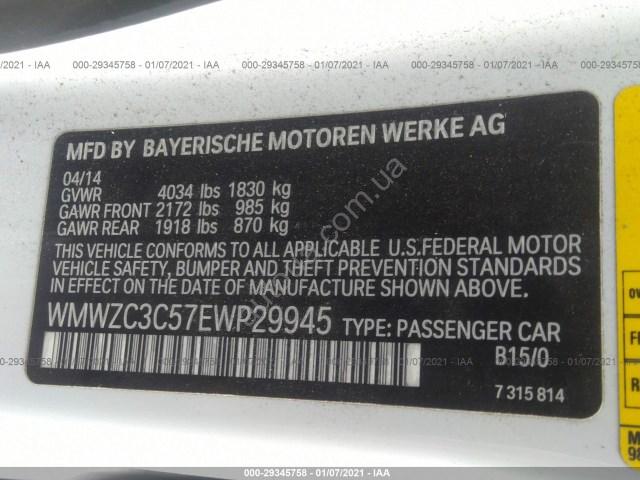 000-29345758 - 01/07/2021 - IAA
MFD BY BAYERISCHE MOTOREN WERKE AG
04/14
GVWR 4034 lbs 1830 kg
GAWR FRONT 2172 lbs 985 kg
GAWR REAR 1918 lbs 870 kg
THIS VEHICLE CONFORMS TO ALL APPLICABLE U.S.FEDERAL MOTOR
VEHICLE SAFETY, BUMPER AND THEFT PREVENTION STANDARDS
IN EFFECT ON THE DATE OF MANUFACTURE SHOWN ABOVE.
WMWZC3C57EWP29945 TYPE: PASSENGER CAR
B15/0
7 315 814
000-29345758 - 01/07/2021 - IAA